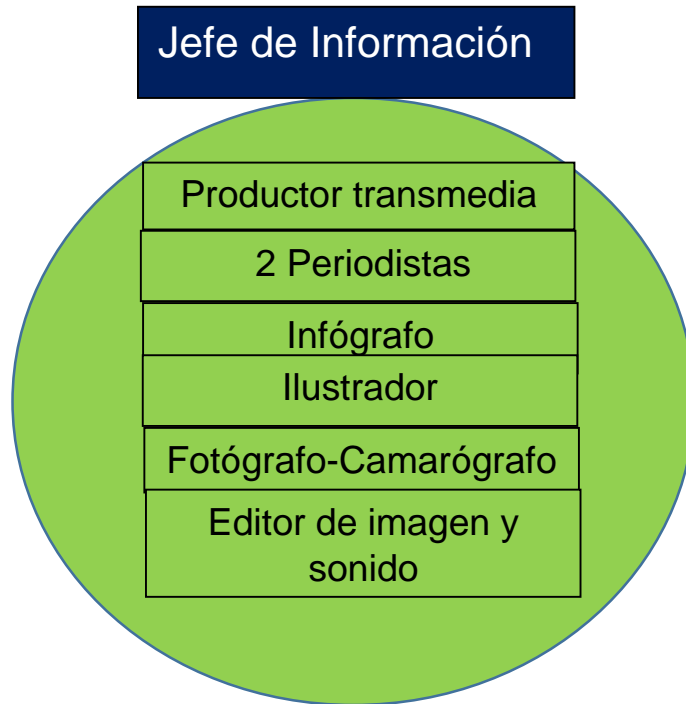 Jefe de Información
Productor transmedia
2 Periodistas
Infógrafo
Ilustrador
Fotógrafo-Camarógrafo
Editor de imagen y
sonido